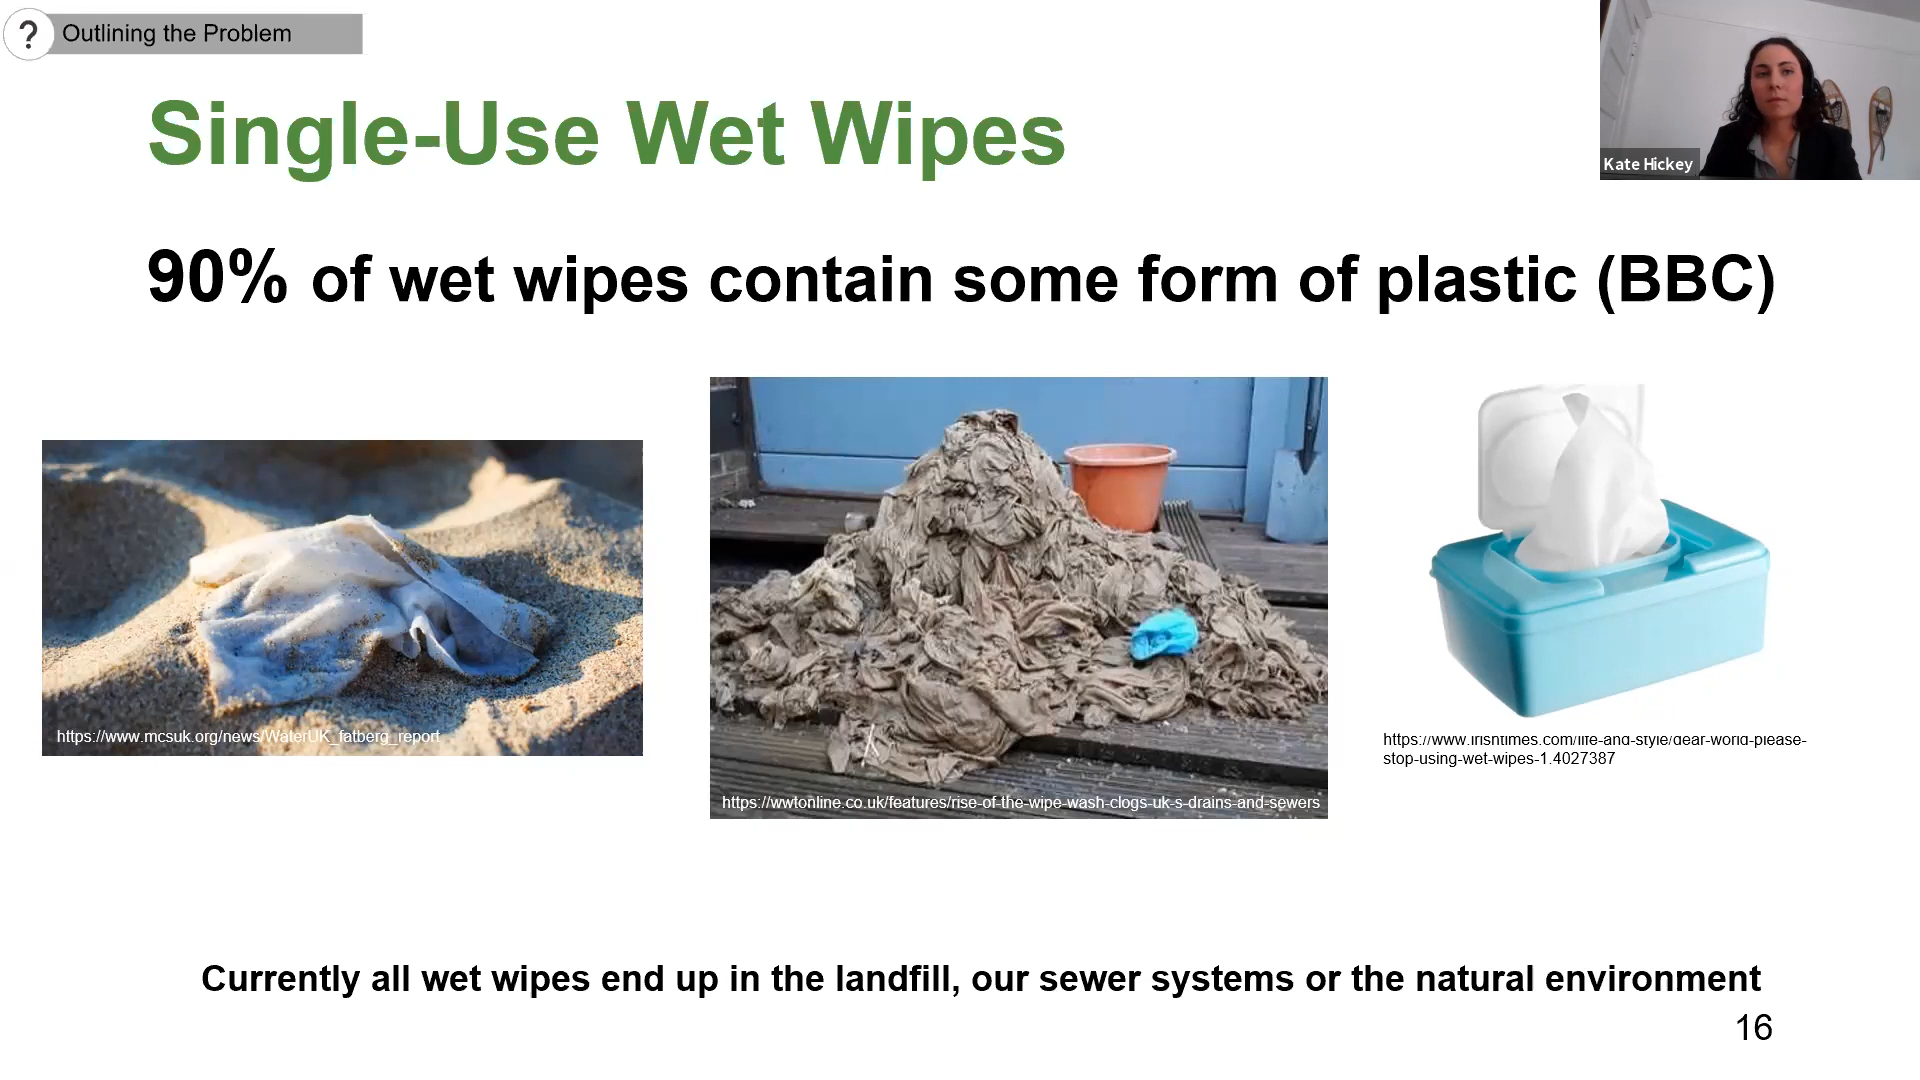 ? Outlining the Problem
Kate Hickey
Single-Use Wet Wipes
90% of wet wipes contain some form of plastic (BBC)
https://www.mcsuk.org/news/WaterUK_fatberg_report
https://wwtonline.co.uk/features/rise-of-the-wipe-wash-clogs-uk-s-drains-and-sewers
https://www.irishtimes.com/life-and-style/dear-world-please-
stop-using-wet-wipes-1.4027387
Currently all wet wipes end up in the landfill, our sewer systems or the natural environment
16